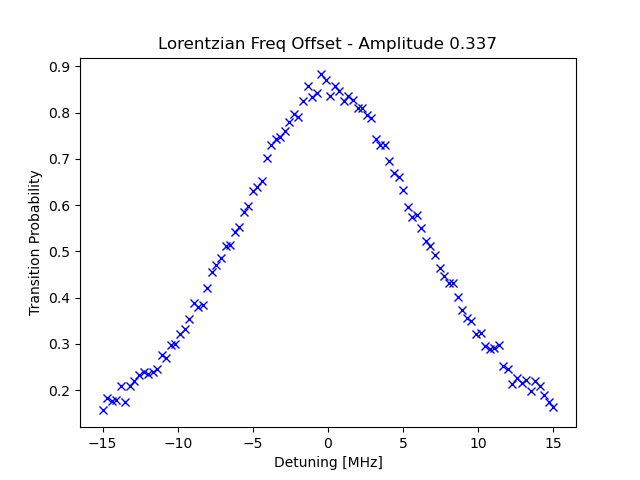 Lorentzian Freq Offset - Amplitude 0.337
0.9
0.8
0.7
0.6
0.5
0.4
0.3
0.2
Transition Probability
−15 −10 −5 0 5 10 15
Detuning [MHz]